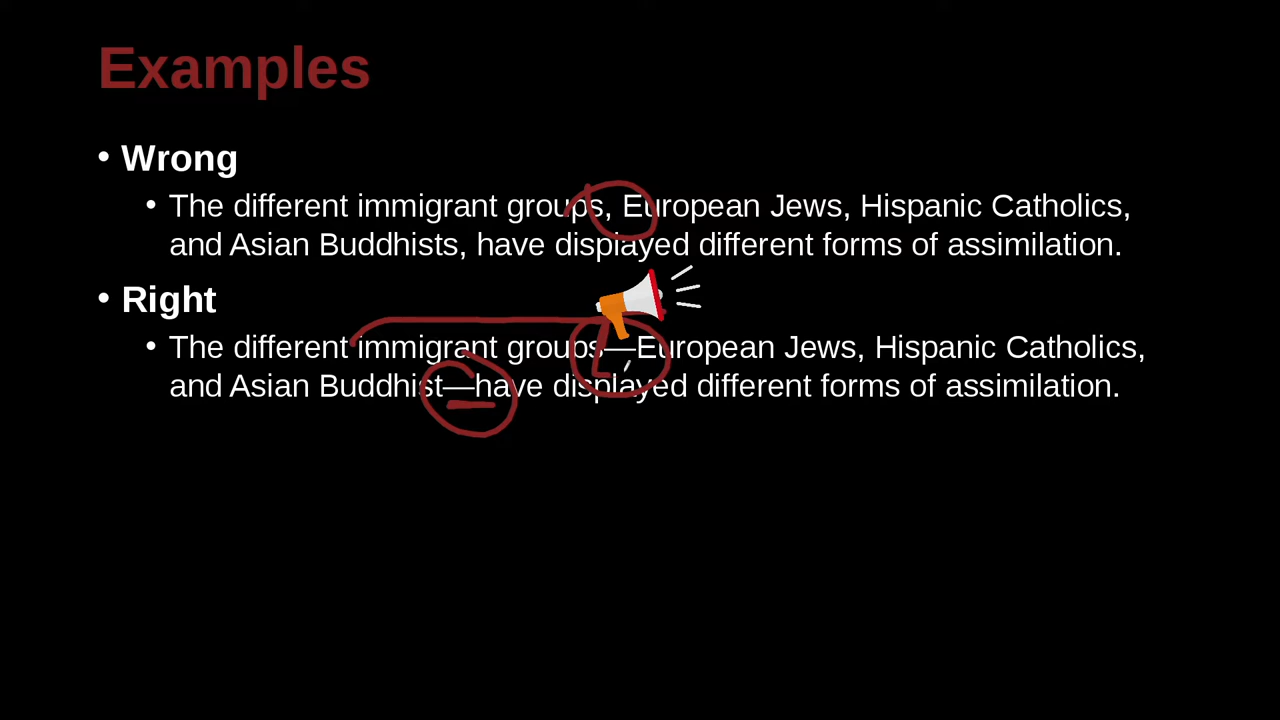 Examples
• Wrong
• The different immigrant groups, European Jews, Hispanic Catholics,
and Asian Buddhists, have displayed different forms of assimilation.
• Right
• The different immigrant groups—European Jews, Hispanic Catholics,
and Asian Buddhist—have displayed different forms of assimilation.